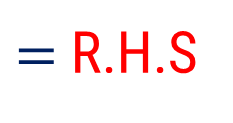 = R.H.S